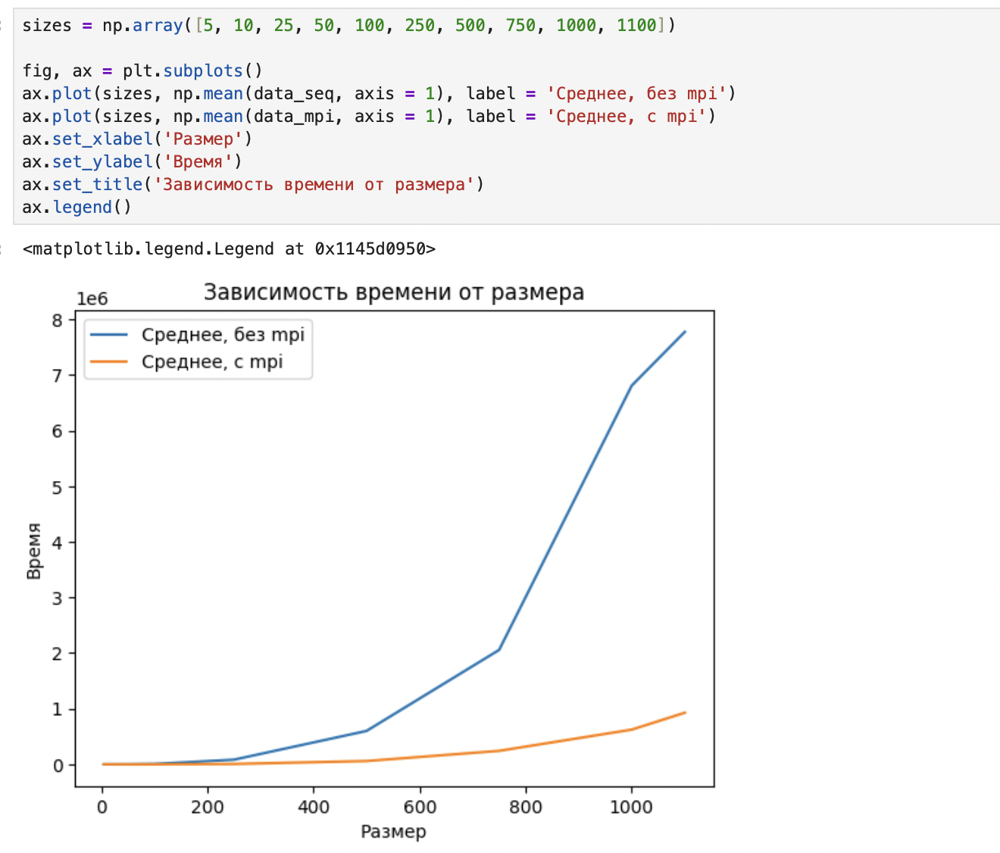 sizes = np.array([5, 10, 25, 50, 100, 250, 500, 750, 1000, 1100])
fig, ax = plt.subplots()
ax.plot(sizes, np.mean(data_seq, axis = 1), label = 'Среднее, без mpi')
ax.plot(sizes, np.mean(data_mpi, axis = 1), label = 'Среднее, с mpi')
ax.set_xlabel('Размер')
ax.set_ylabel('Время')
ax.set_title('Зависимость времени от размера')
ax.legend()
<matplotlib.legend.Legend at 0x1145d0950>
Зависимость времени от размера
1e6
Среднее, без mpi
Среднее, с mpi
8
7
6
5
4
3
2
1
0
Время
0 200 400 600 800 1000
Размер